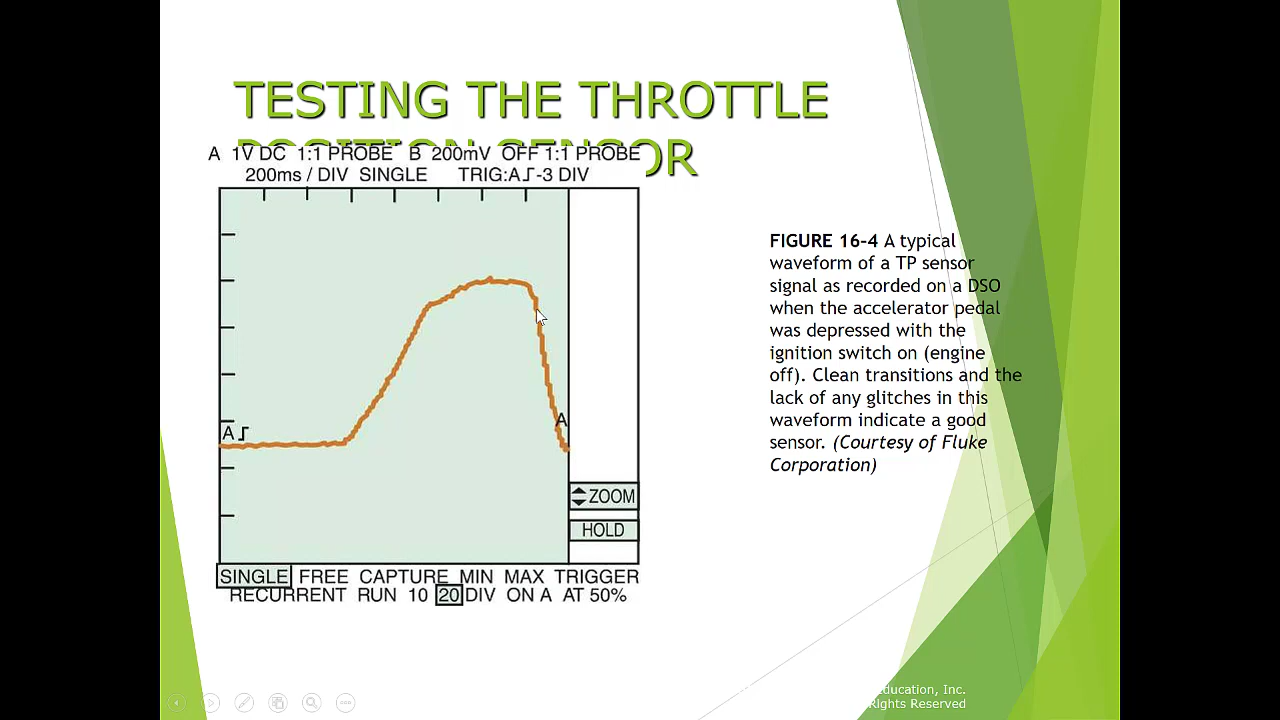 TESTING THE THROTTLE
POSITION SENSOR
A 1V DC 1:1 PROBE B 200mV OFF 1:1 PROBE
200ms / DIV SINGLE TRIG:A⎍-3 DIV
A
A
ZOOM
HOLD
SINGLE FREE CAPTURE MIN MAX TRIGGER
RECURRENT RUN 10 20 DIV ON A AT 50%
FIGURE 16–4 A typical
waveform of a TP sensor
signal as recorded on a DSO
when the accelerator pedal
was depressed with the
ignition switch on (engine
off). Clean transitions and the
lack of any glitches in this
waveform indicate a good
sensor. (Courtesy of Fluke
Corporation)
Education, Inc.
Rights Reserved